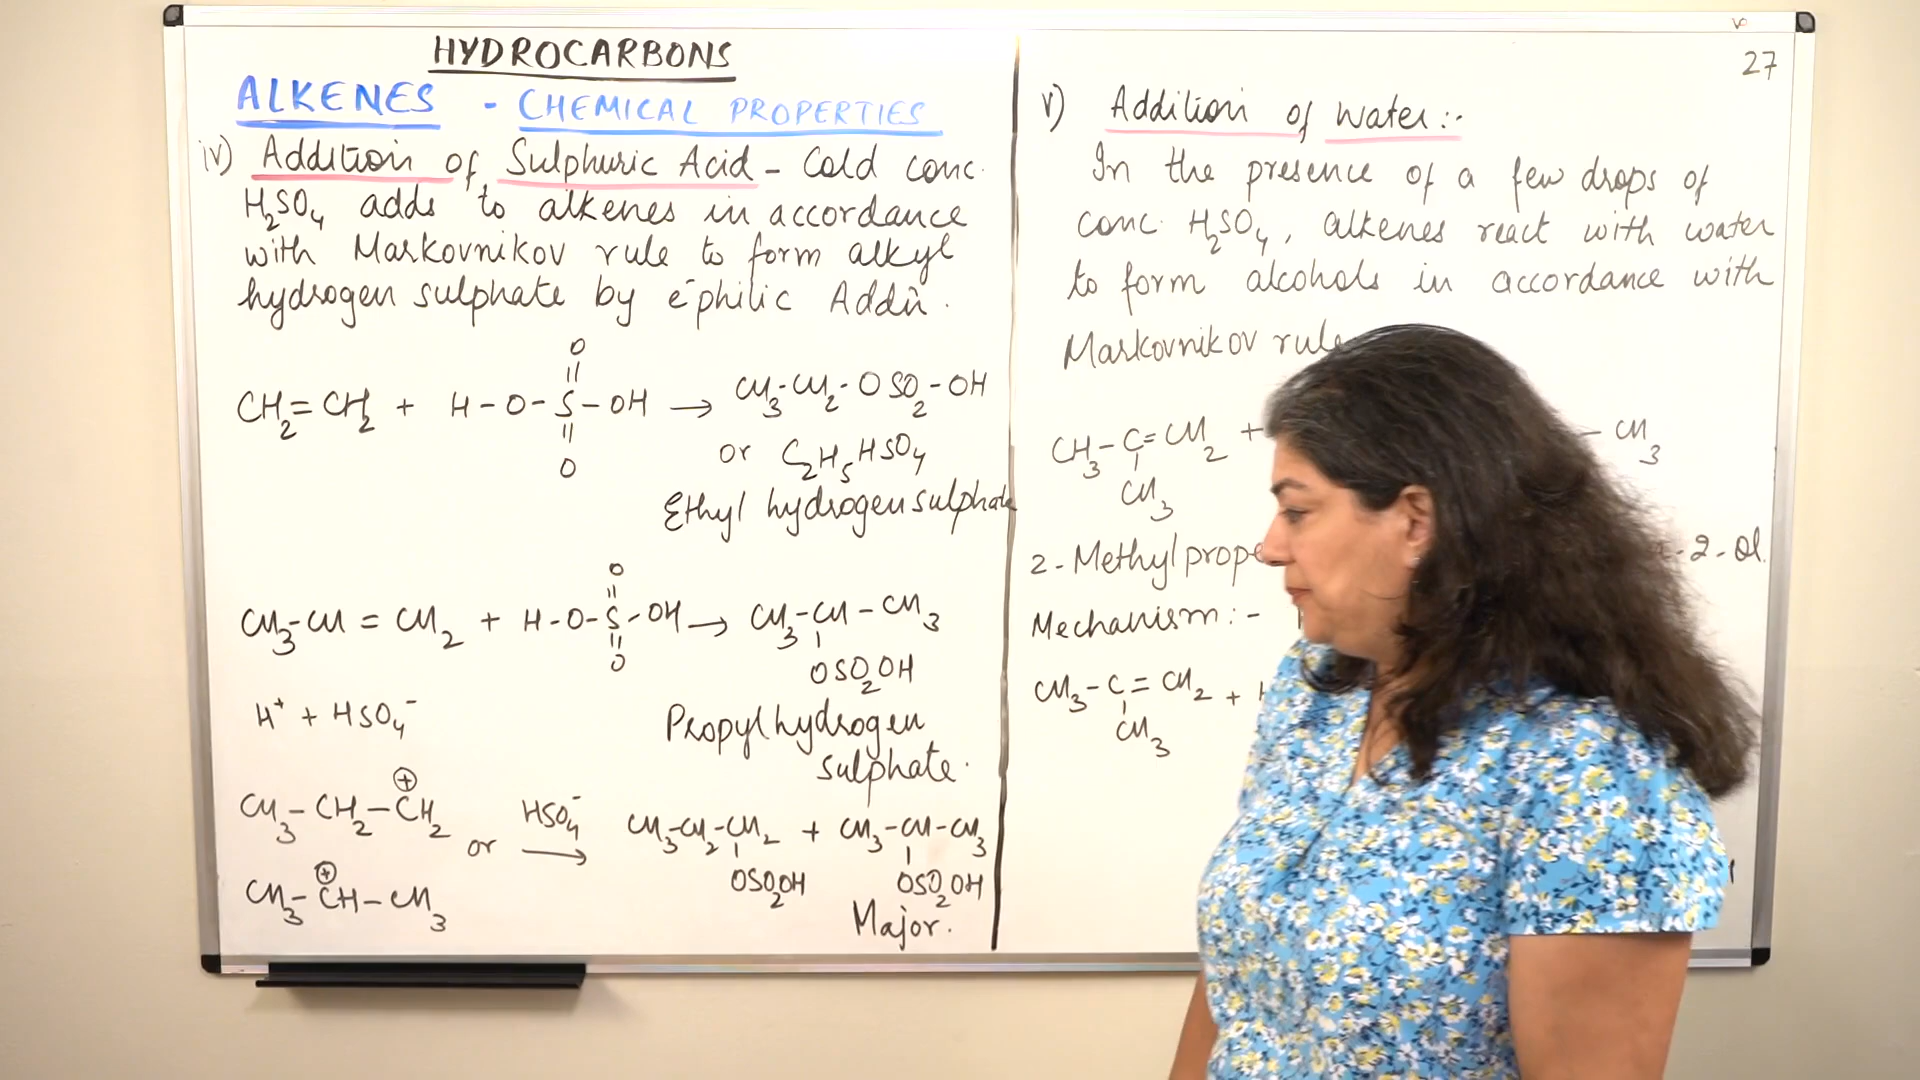 HYDROCARBONS
ALKENES - CHEMICAL PROPERTIES
iv) Addition of Sulphuric Acid - Cold conc.
H₂SO₄ adds to alkenes in accordance
with Markovnikov rule to form alkyl
hydrogen sulphate by e⁻philic Addn.
O
||
CH₂=CH₂ + H-O-S-OH → CH₃-CH₂-OSO₂-OH
||
O
or C₂H₅HSO₄
Ethyl hydrogen sulphate
O
||
CH₃-CH=CH₂ + H-O-S-OH → CH₃-CH-CH₃
||
O
OSO₂OH
H⁺ + HSO₄⁻
Propyl hydrogen
sulphate.
CH₃-CH₂-C⊕H₂
or HSO₄⁻ →
CH₃-C⊕H-CH₃
CH₃-CH₂-CH₂ + CH₃-CH-CH₃
OSO₂OH OSO₂OH
Major.
27
v) Addition of water:-
In the presence of a few drops of
conc. H₂SO₄, alkenes react with water
to form alcohols in accordance with
Markovnikov rule
CH₃-C=CH₂ + - CH₃
CH₃
2-Methylprope -2-ol.
Mechanism:-
CH₃-C=CH₂ +
CH₃